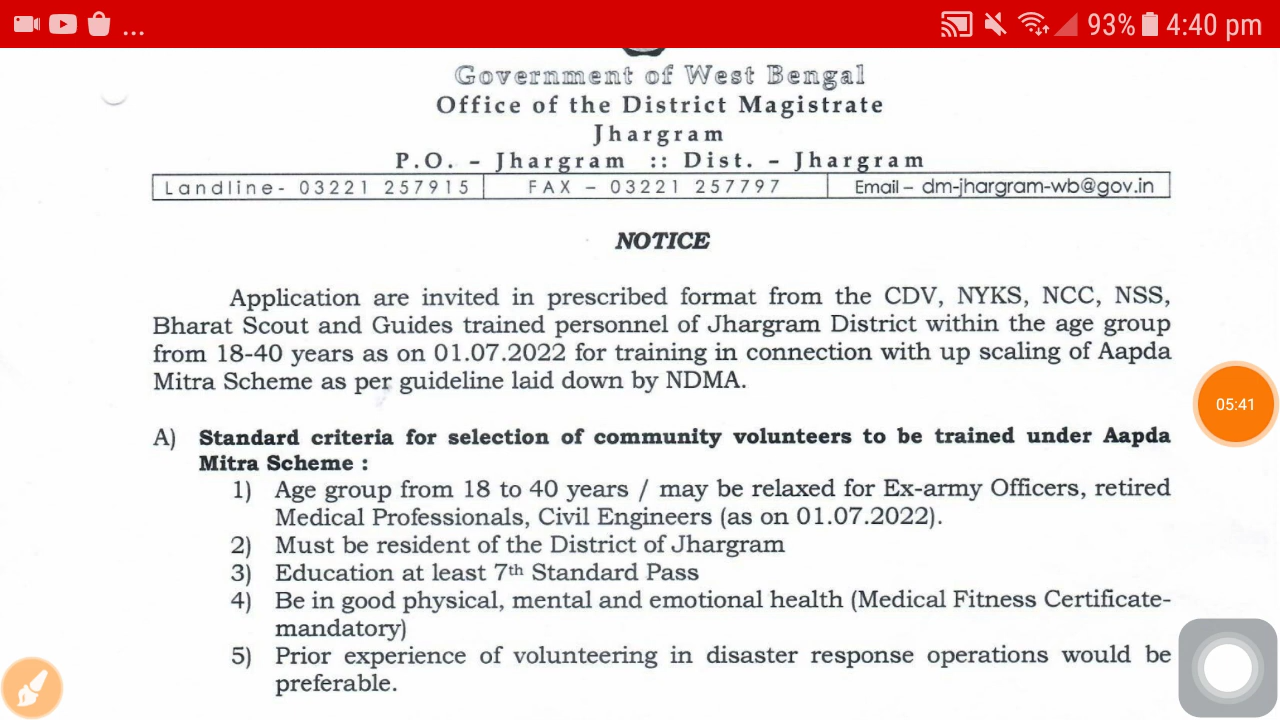 ... 93% 4:40 pm
Government of West Bengal
Office of the District Magistrate
Jhargram
P.O. – Jhargram :: Dist. – Jhargram
Landline- 03221 257915 FAX – 03221 257797 Email – dm-jhargram-wb@gov.in
NOTICE
Application are invited in prescribed format from the CDV, NYKS, NCC, NSS,
Bharat Scout and Guides trained personnel of Jhargram District within the age group
from 18-40 years as on 01.07.2022 for training in connection with up scaling of Aapda
Mitra Scheme as per guideline laid down by NDMA.
05:41
A) Standard criteria for selection of community volunteers to be trained under Aapda
Mitra Scheme :
1) Age group from 18 to 40 years / may be relaxed for Ex-army Officers, retired
Medical Professionals, Civil Engineers (as on 01.07.2022).
2) Must be resident of the District of Jhargram
3) Education at least 7th Standard Pass
4) Be in good physical, mental and emotional health (Medical Fitness Certificate-
mandatory)
5) Prior experience of volunteering in disaster response operations would be
preferable.